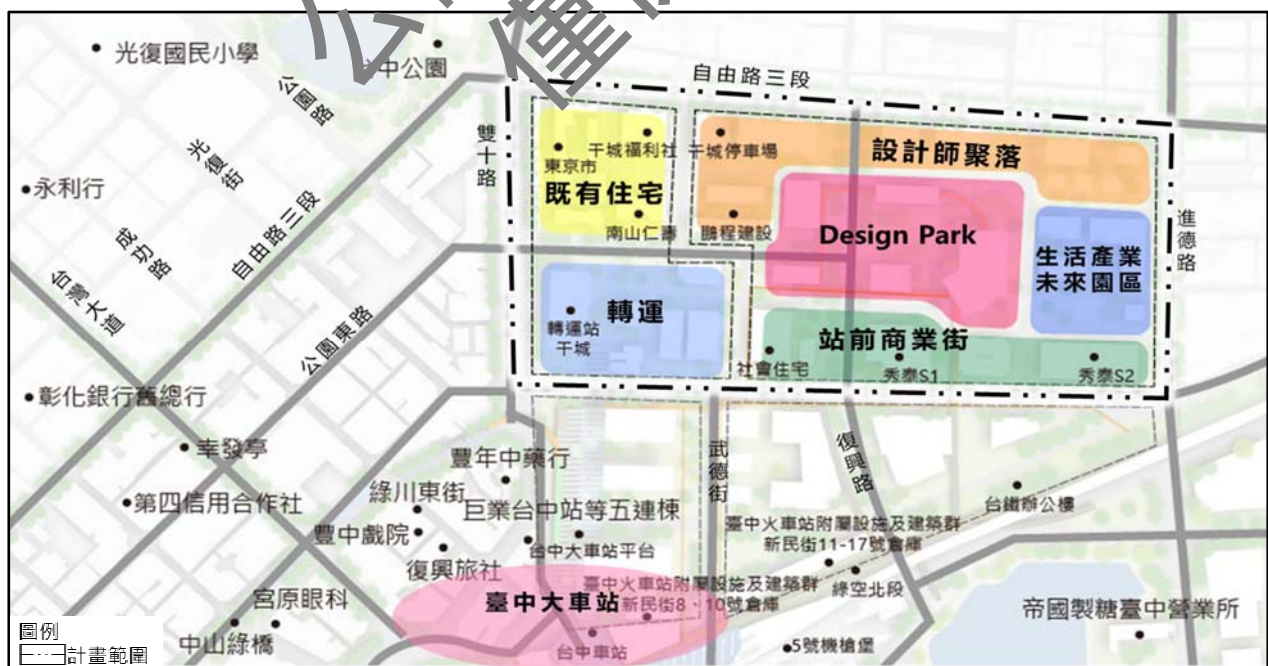 光復國民小學
中公園
公園路
自由路三段
雙十路
光復街
永利行
成功路
自由路三段
台灣大道
公園東路
干城福利社
東京市
既有住宅
南山仁壽
干城停車場
設計師聚落
鵬程建設
Design Park
生活產業
未來園區
進德路
轉運
轉運站
干城
站前商業街
社會住宅
秀泰S1
秀泰S2
彰化銀行舊總行
幸發亭
第四信用合作社
豐年中藥行
綠川東街
巨業台中站等五連棟
豐中戲院
台中大車站平台
復興旅社
武德街
復興路
台鐵辦公樓
臺中火車站附屬設施及建築群
新民街11-17號倉庫
臺中火車站附屬設施及建築群
新民街8、10號倉庫
綠空北段
臺中大車站
台中車站
宮原眼科
中山綠橋
5號機槍堡
帝國製糖臺中營業所
圖例
計畫範圍